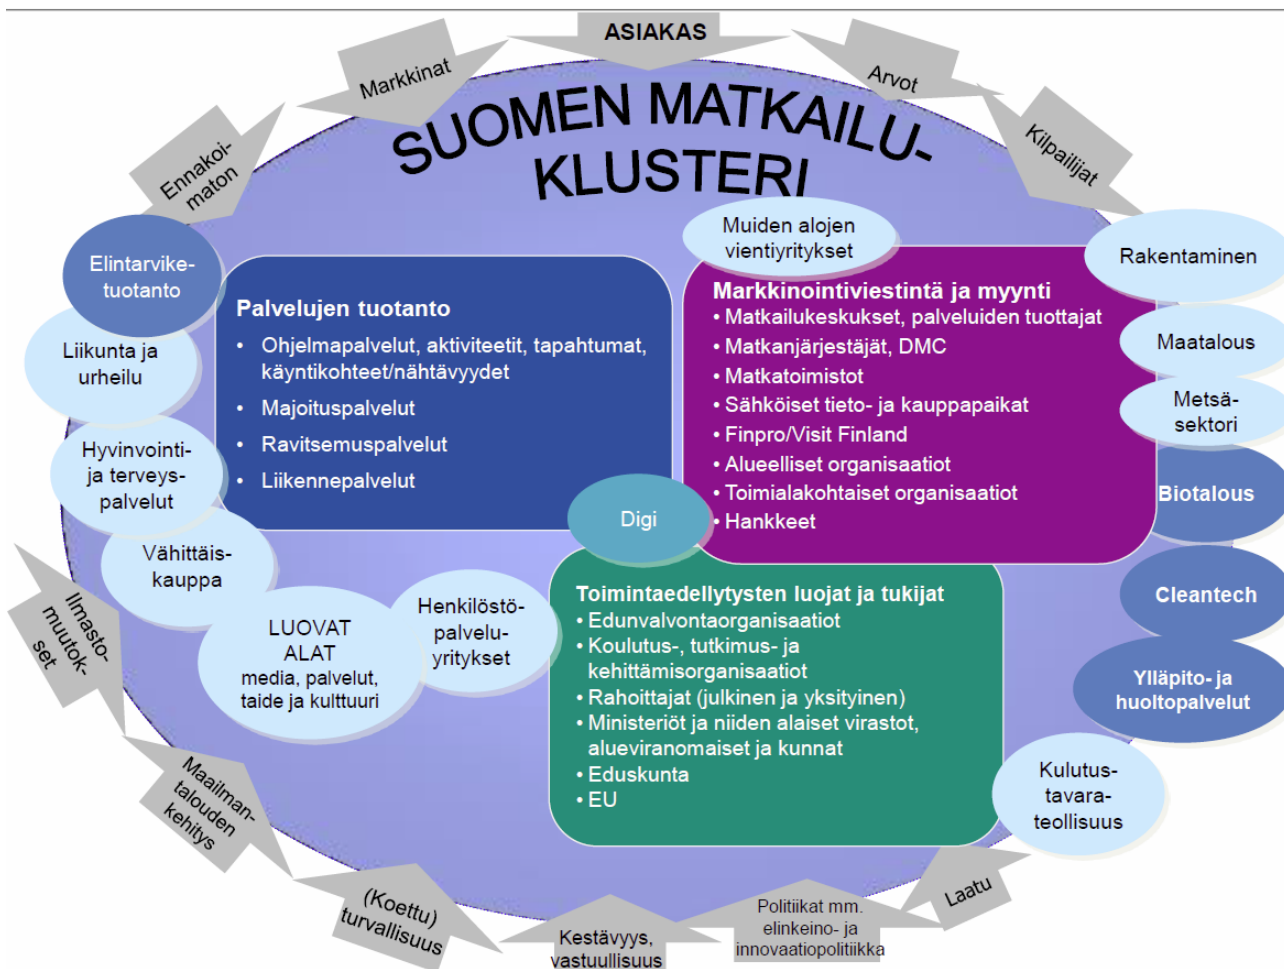 ASIAKAS
Markkinat
Arvot
Ennakoi-
maton
Kilpailijat
SUOMEN MATKAILU-
KLUSTERI
Muiden alojen
vientiyritykset
Elintarvike-
tuotanto
Rakentaminen
Liikunta ja
urheilu
Maatalous
Hyvinvointi-
ja terveys-
palvelut
Metsä-
sektori
Vähittäis-
kauppa
Biotalous
LUOVAT
ALAT
media, palvelut,
taide ja kulttuuri
Henkilöstö-
palvelu-
yritykset
Cleantech
Ylläpito- ja
huoltopalvelut
Kulutus-
tavara-
teollisuus
Palvelujen tuotanto
• Ohjelmapalvelut, aktiviteetit, tapahtumat,
käyntikohteet/nähtävyydet
• Majoituspalvelut
• Ravitsemuspalvelut
• Liikennepalvelut
Markkinointiviestintä ja myynti
• Matkailukeskukset, palveluiden tuottajat
• Matkanjärjestäjät, DMC
• Matkatoimistot
• Sähköiset tieto- ja kauppapaikat
• Finpro/Visit Finland
• Alueelliset organisaatiot
• Toimialakohtaiset organisaatiot
• Hankkeet
Digi
Toimintaedellytysten luojat ja tukijat
• Edunvalvontaorganisaatiot
• Koulutus-, tutkimus- ja
kehittämisorganisaatiot
• Rahoittajat (julkinen ja yksityinen)
• Ministeriöt ja niiden alaiset virastot,
alueviranomaiset ja kunnat
• Eduskunta
• EU
Ilmasto-
muutok-
set
Maailman-
talouden
kehitys
(Koettu)
turvallisuus
Kestävyys,
vastuullisuus
Politiikat mm.
elinkeino- ja
innovaatiopolitiikka
Laatu